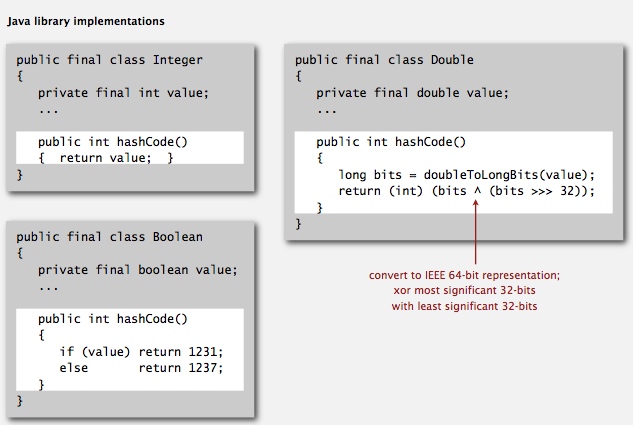 Java library implementations
public final class Integer
{
   private final int value;
   ...
   public int hashCode()
   {  return value;  }
}
public final class Boolean
{
   private final boolean value;
   ...
   public int hashCode()
   {
      if (value) return 1231;
      else       return 1237;
   }
}
public final class Double
{
   private final double value;
   ...
   public int hashCode()
   {
      long bits = doubleToLongBits(value);
      return (int) (bits ^ (bits >>> 32));
   }
}
convert to IEEE 64-bit representation;
xor most significant 32-bits
with least significant 32-bits